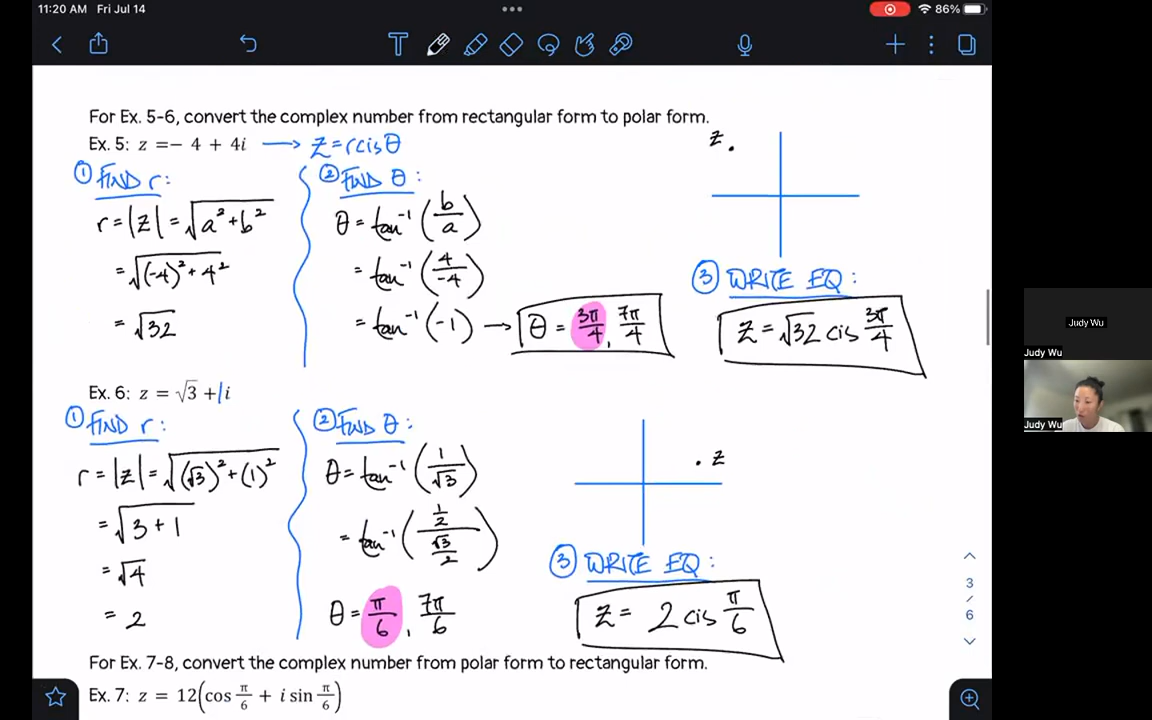 11:20 AM Fri Jul 14
86%
For Ex. 5-6, convert the complex number from rectangular form to polar form.
Ex. 5: z = − 4 + 4i → z = r cis θ
z
① FIND r:
r = |z| = √(a² + b²)
= √((-4)² + 4²)
= √32
② FIND θ:
θ = tan⁻¹(b/a)
= tan⁻¹(4/-4)
= tan⁻¹(-1) → θ = 3π/4, 7π/4
③ WRITE EQ:
z = √32 cis 3π/4
Ex. 6: z = √3 + 1i
① FIND r:
r = |z| = √((√3)² + (1)²)
= √(3 + 1)
= √4
= 2
② FIND θ:
θ = tan⁻¹(1/√3)
= tan⁻¹((1/2)/(√3/2))
θ = π/6, 7π/6
z
③ WRITE EQ:
z = 2 cis π/6
For Ex. 7-8, convert the complex number from polar form to rectangular form.
Ex. 7: z = 12(cos π/6 + i sin π/6)
3
/
6
Judy Wu
Judy Wu
Judy Wu